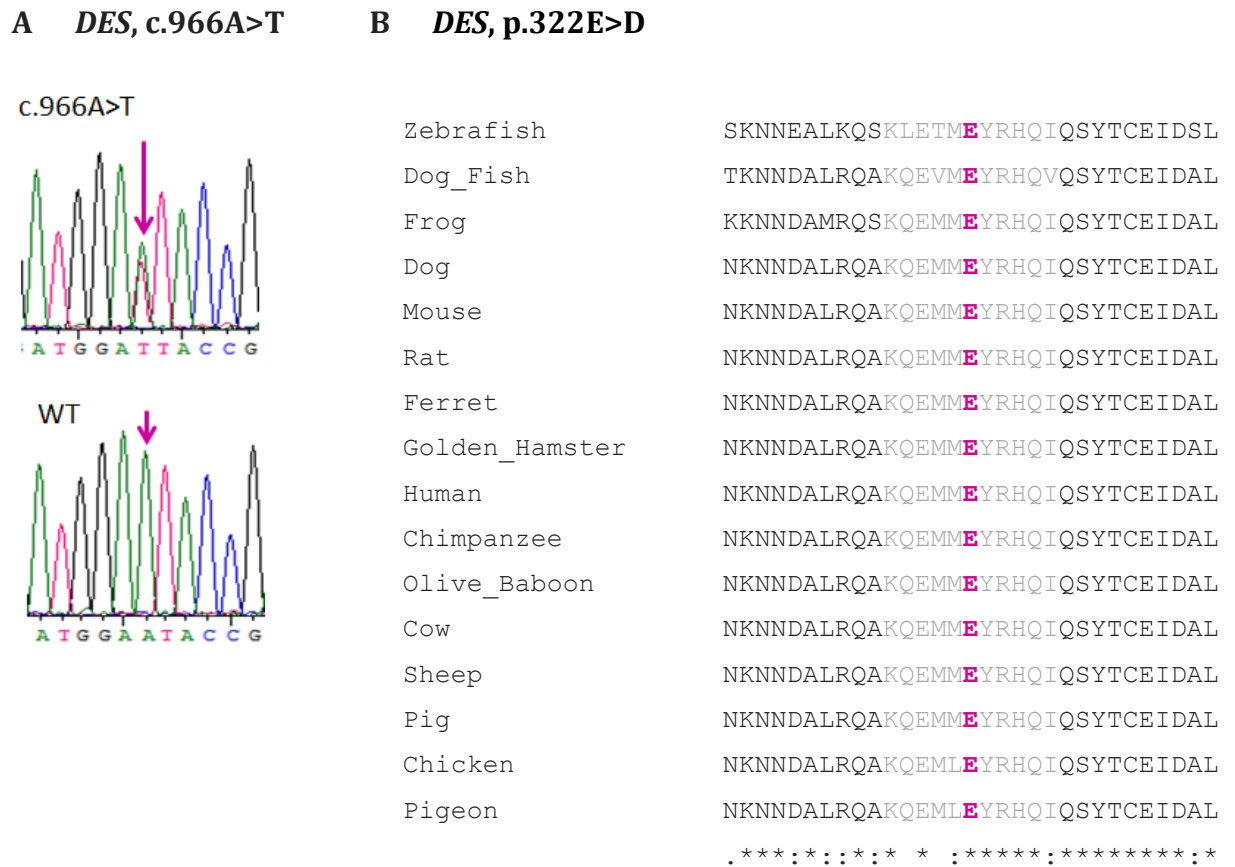 A DES, c.966A>T B DES, p.322E>D
c.966A>T
ATGGATTACCG
WT
ATGGAATACCG
Zebrafish SKNNEALKQSKLETMEYRHQIQSYTCEIDSL
Dog_Fish TKNNDALRQAKQEVMEYRHQVQSYTCEIDAL
Frog KKNNDAMRQSKQEMMEYRHQIQSYTCEIDAL
Dog NKNNDALRQAKQEMMEYRHQIQSYTCEIDAL
Mouse NKNNDALRQAKQEMMEYRHQIQSYTCEIDAL
Rat NKNNDALRQAKQEMMEYRHQIQSYTCEIDAL
Ferret NKNNDALRQAKQEMMEYRHQIQSYTCEIDAL
Golden_Hamster NKNNDALRQAKQEMMEYRHQIQSYTCEIDAL
Human NKNNDALRQAKQEMMEYRHQIQSYTCEIDAL
Chimpanzee NKNNDALRQAKQEMMEYRHQIQSYTCEIDAL
Olive_Baboon NKNNDALRQAKQEMMEYRHQIQSYTCEIDAL
Cow NKNNDALRQAKQEMMEYRHQIQSYTCEIDAL
Sheep NKNNDALRQAKQEMMEYRHQIQSYTCEIDAL
Pig NKNNDALRQAKQEMMEYRHQIQSYTCEIDAL
Chicken NKNNDALRQAKQEMLEYRHQIQSYTCEIDAL
Pigeon NKNNDALRQAKQEMLEYRHQIQSYTCEIDAL
.***:*::*:* * :*****:********:*